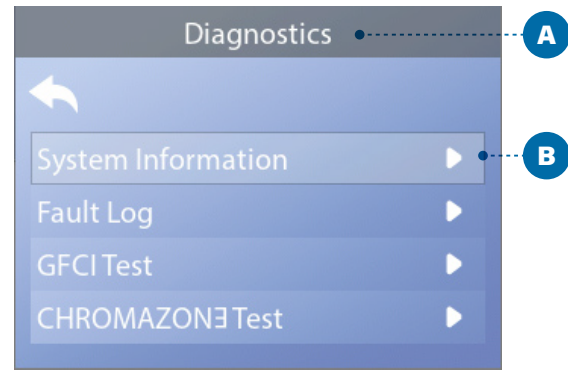 Diagnostics
A
System Information
B
Fault Log
GFCI Test
CHROMAZONƎ Test